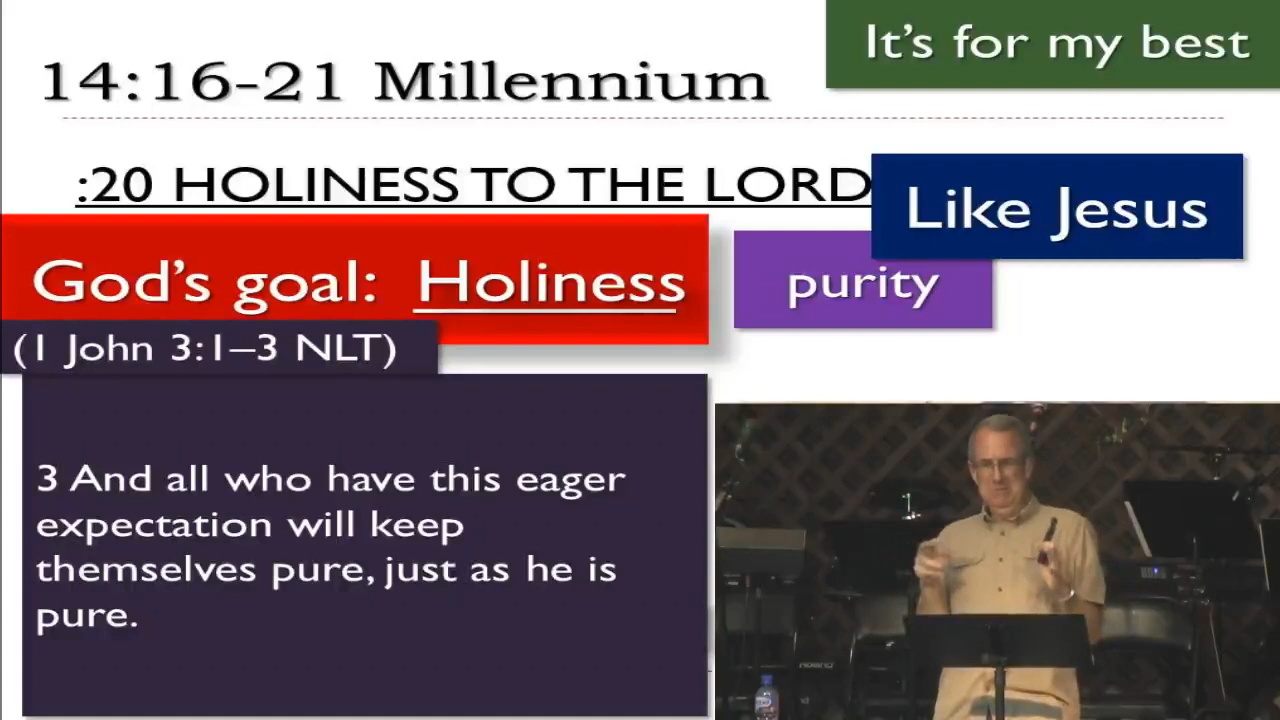 It's for my best
14:16-21 Millennium
:20 HOLINESS TO THE LORD
Like Jesus
God's goal: Holiness
purity
(1 John 3:1–3 NLT)
3 And all who have this eager
expectation will keep
themselves pure, just as he is
pure.